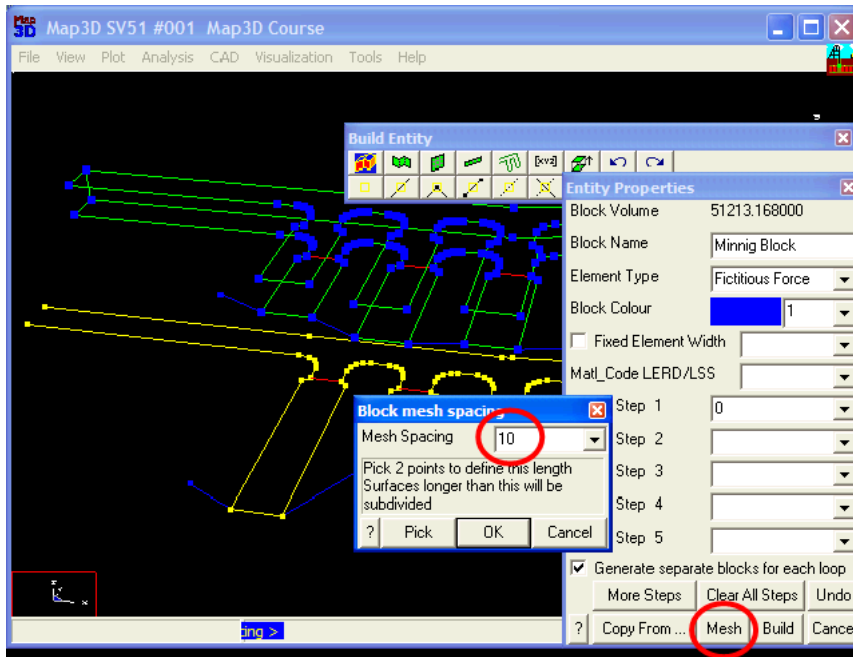 Map3D SV51 #001 Map3D Course
File View Plot Analysis CAD Visualization Tools Help
Build Entity
[xyz]
Entity Properties
Block Volume 51213.168000
Block Name Minnig Block
Element Type Fictitious Force
Block Colour 1
Fixed Element Width
Matl_Code LERD/LSS
Step 1 0
Step 2
Step 3
Step 4
Step 5
Generate separate blocks for each loop
More Steps Clear All Steps Undo
? Copy From ... Mesh Build Cance
Block mesh spacing
Mesh Spacing 10
Pick 2 points to define this length
Surfaces longer than this will be
subdivided
? Pick OK Cancel
z
x
ing >